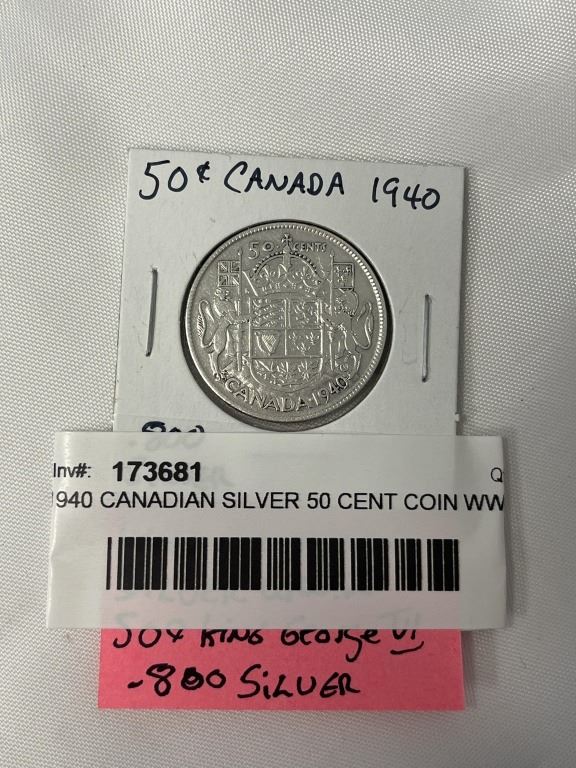 50¢ CANADA 1940
50 CENTS
CANADA·1940
.800
Inv#: 173681 Q
1940 CANADIAN SILVER 50 CENT COIN WW
SILVER
50¢ KING George VI
-800 SILVER